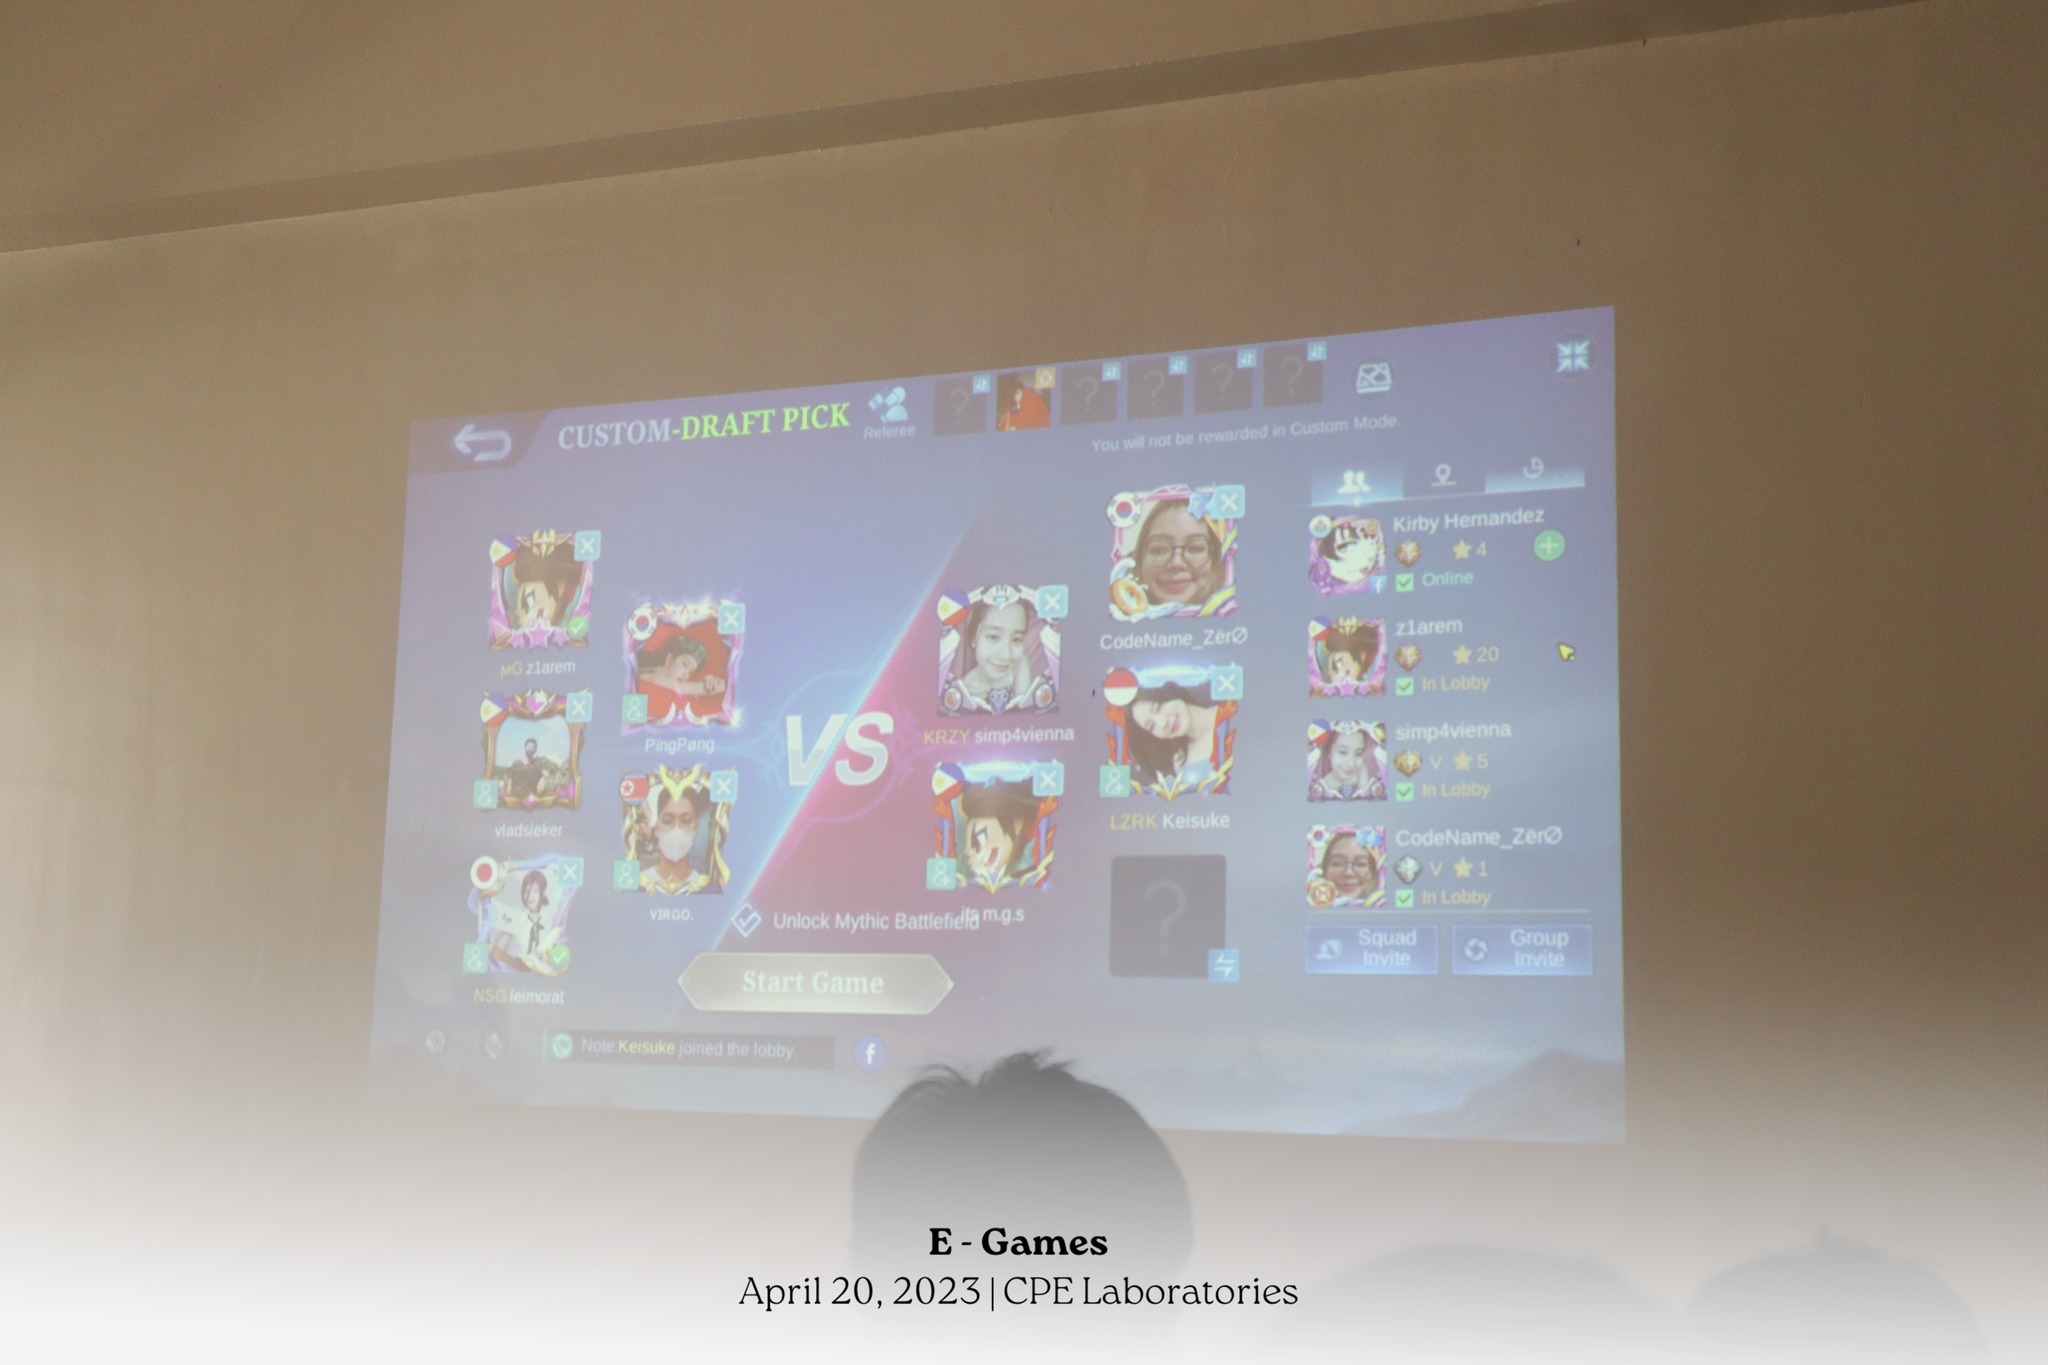 CUSTOM-DRAFT PICK
Referee
You will not be rewarded in Custom Mode.
MG z1arem
PingPøng
vladsieker
VIRGO.
NSG leimorat
VS
KRZY simp4vienna
CodeName_ZërØ
LZRK Keisuke
its m.g.s
Unlock Mythic Battlefield
Start Game
Note:Keisuke joined the lobby.
Kirby Hernandez
4
Online
z1arem
20
In Lobby
simp4vienna
V 5
In Lobby
CodeName_ZërØ
V 1
In Lobby
Squad Invite
Group Invite
E - Games
April 20, 2023 | CPE Laboratories